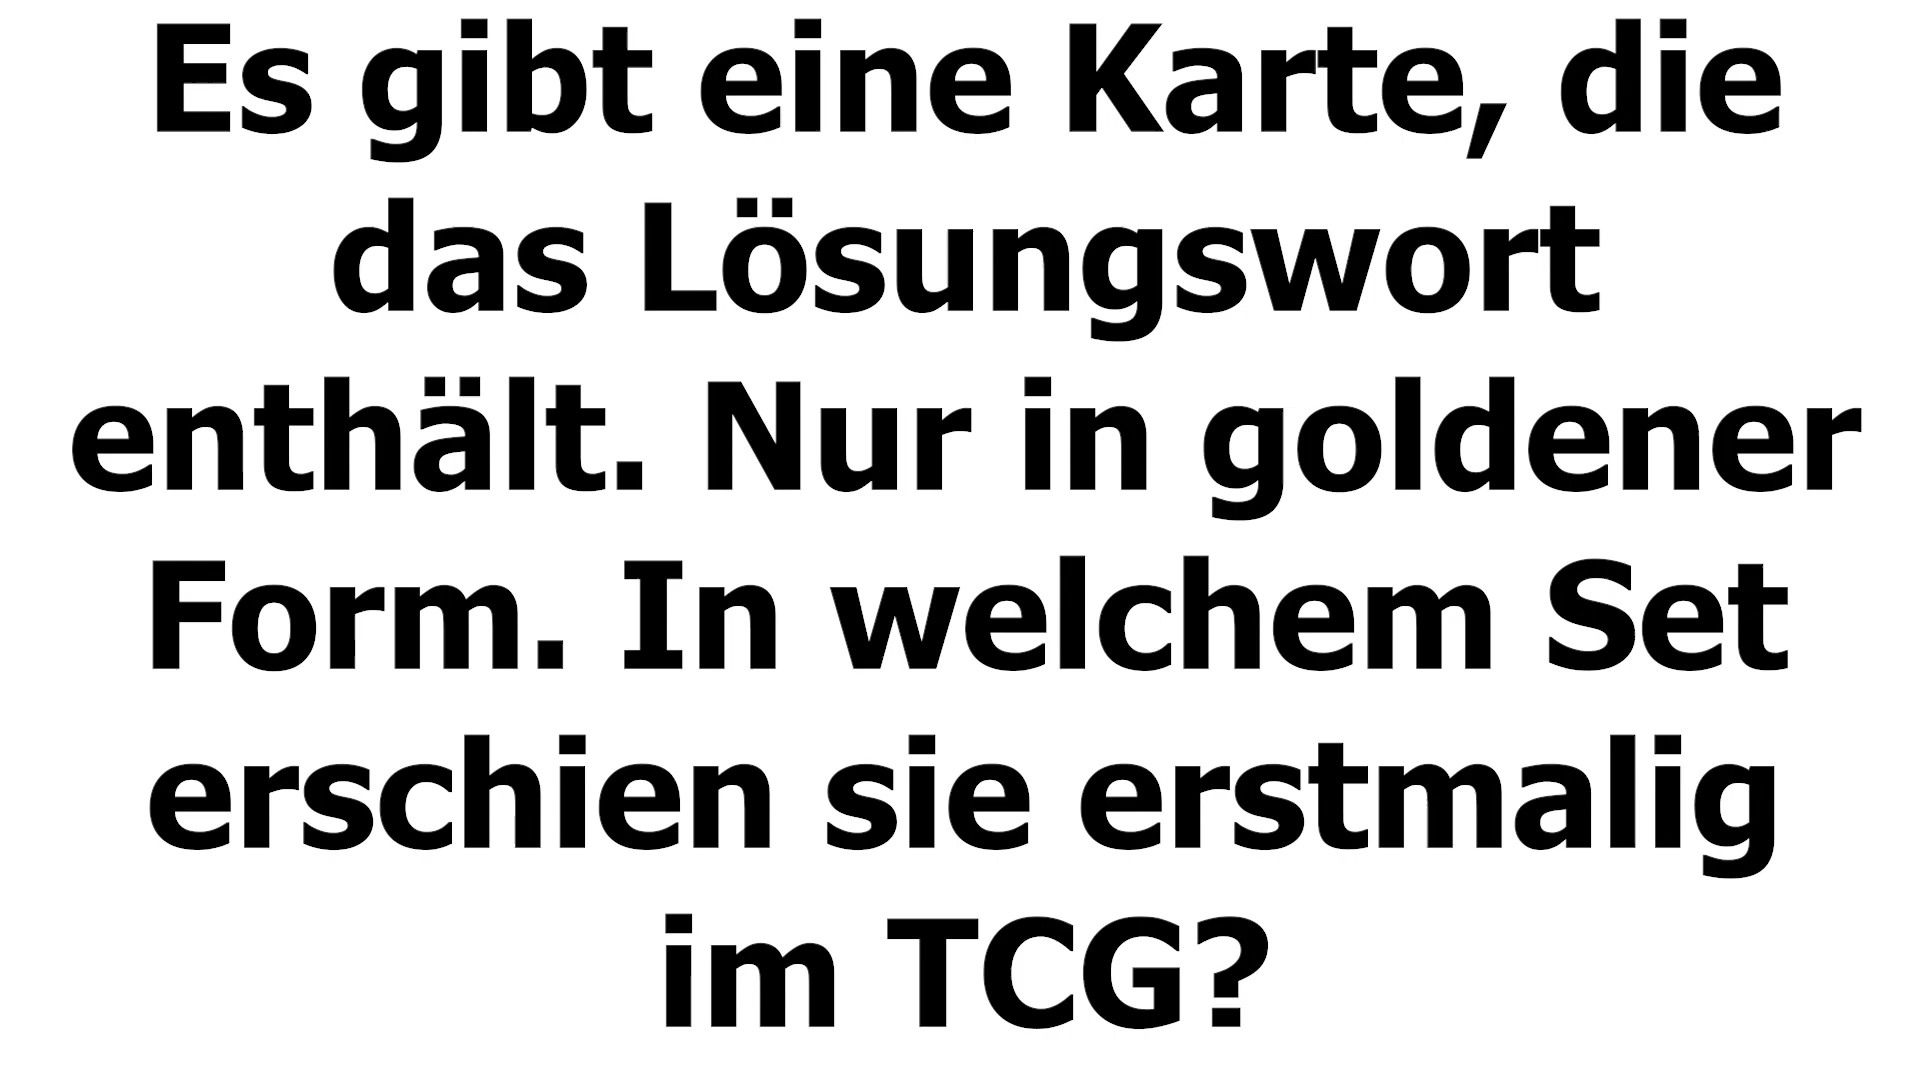 Es gibt eine Karte, die
das Lösungswort
enthält. Nur in goldener
Form. In welchem Set
erschien sie erstmalig
im TCG?